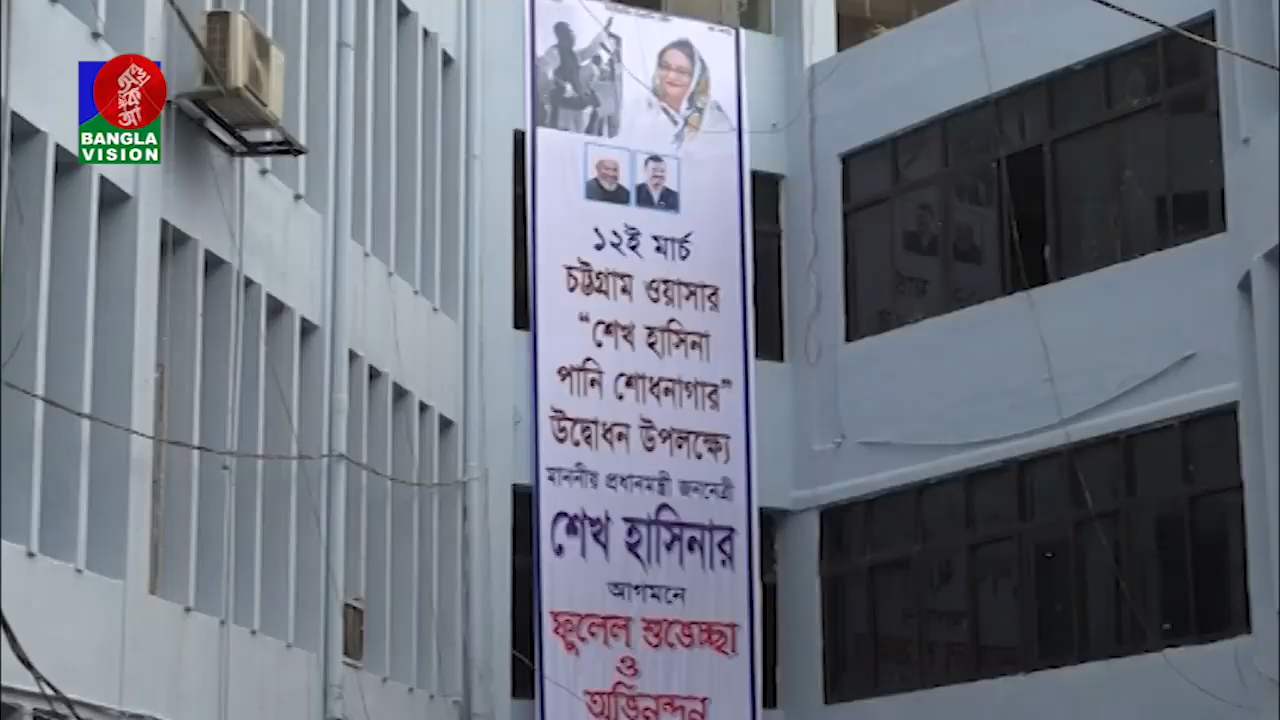 BANGLA
VISION
১২ই মার্চ
চট্টগ্রাম ওয়াসার
“শেখ হাসিনা
পানি শোধনাগার”
উদ্বোধন উপলক্ষ্যে
মাননীয় প্রধানমন্ত্রী জননেত্রী
শেখ হাসিনার
আগমনে
ফুলেল শুভেচ্ছা
ও
অভিনন্দন